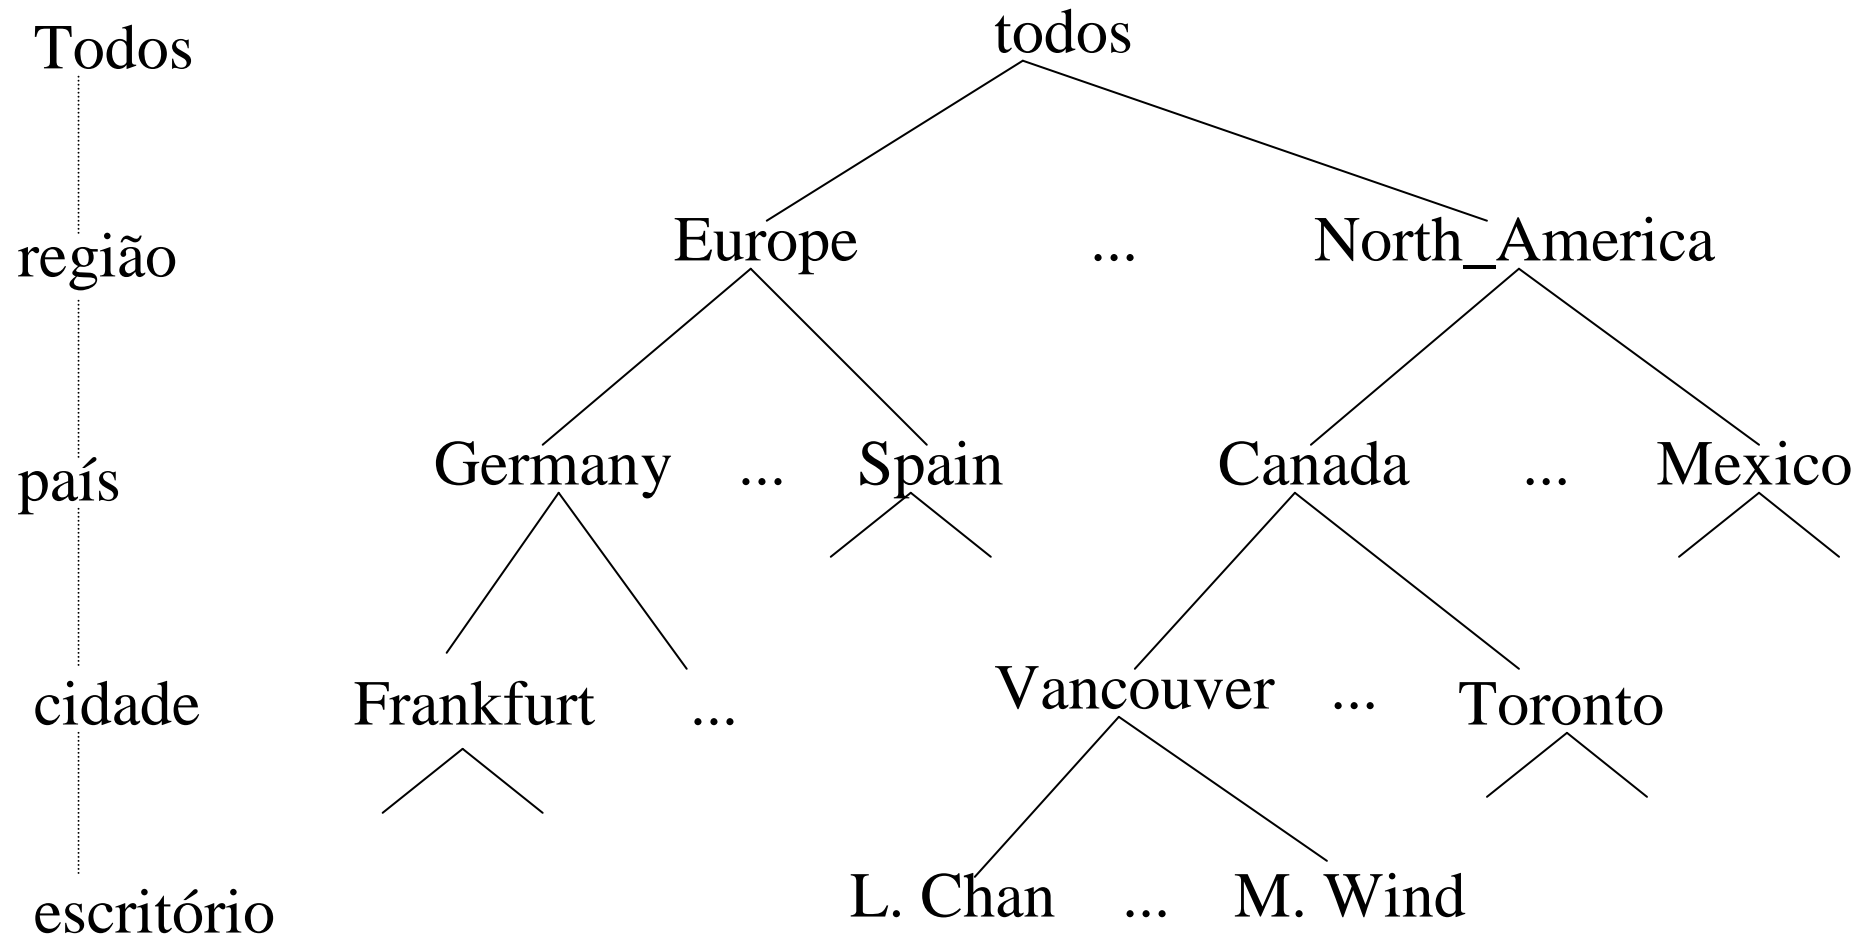 Todos todos
região Europe ... North_America
país Germany ... Spain Canada ... Mexico
cidade Frankfurt ... Vancouver ... Toronto
escritório L. Chan ... M. Wind